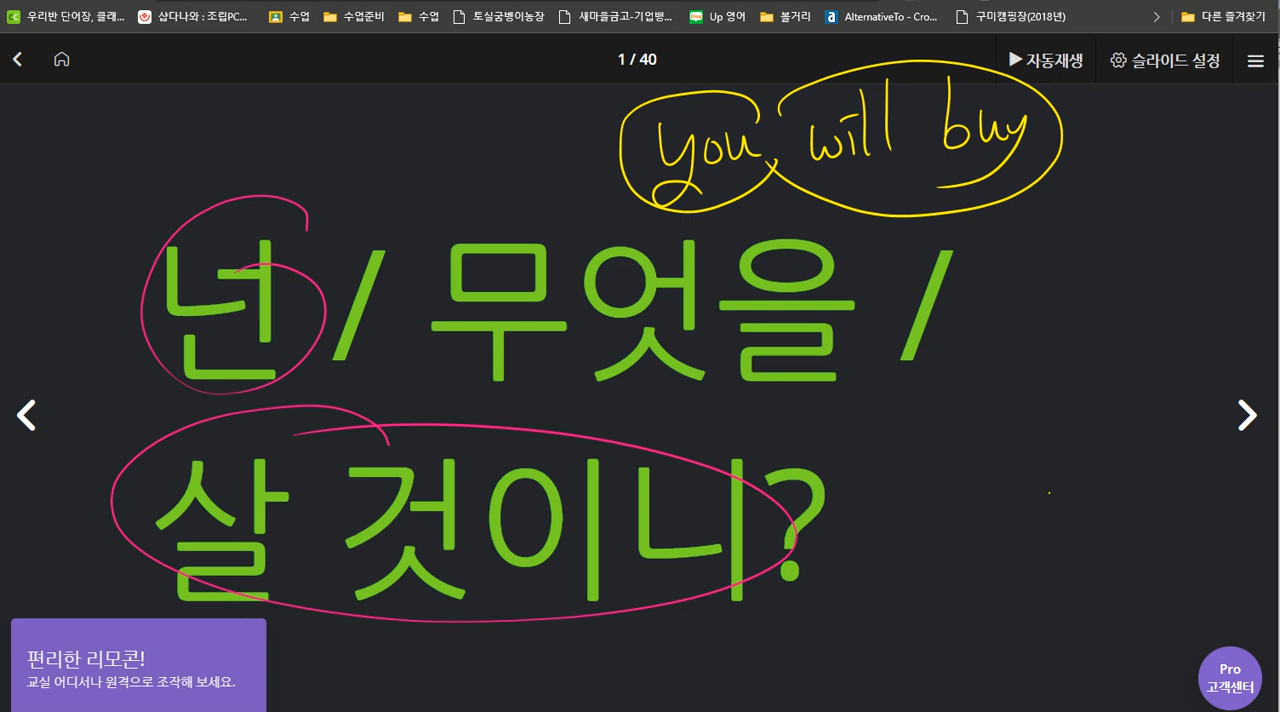 우리반 단어장, 클래... 샵다나와 : 조립PC... 수업 수업준비 수업 토실굼벵이농장 새마을금고-기업뱅... Up 영어 볼거리 AlternativeTo - Cro... 구미캠핑장(2018년) 다른 즐겨찾기
1 / 40 ▶자동재생 슬라이드 설정
you will buy
넌 / 무엇을 /
살 것이니?
편리한 리모콘!
교실 어디서나 원격으로 조작해 보세요.
Pro
고객센터